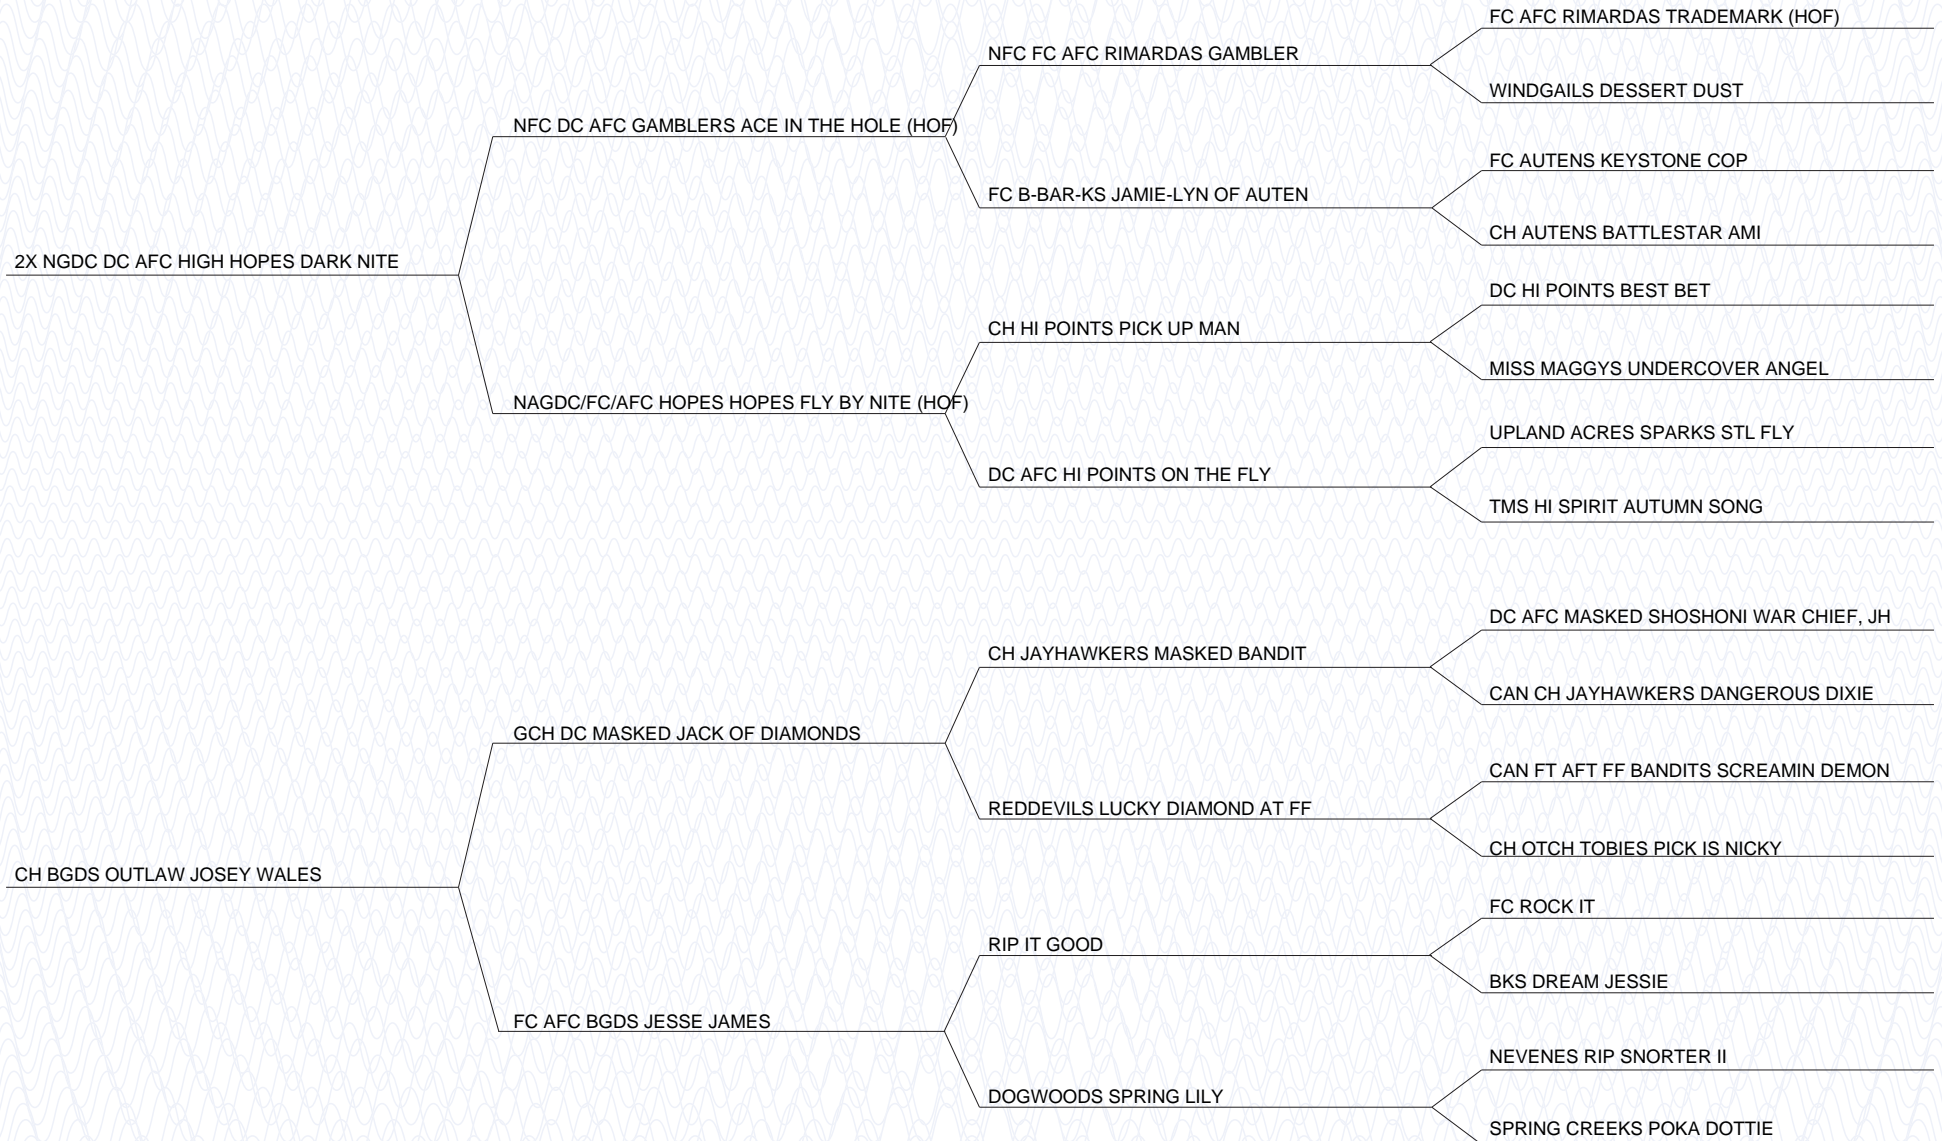 FC AFC RIMARDAS TRADEMARK (HOF)
NFC FC AFC RIMARDAS GAMBLER
WINDGAILS DESSERT DUST
NFC DC AFC GAMBLERS ACE IN THE HOLE (HOF)
FC AUTENS KEYSTONE COP
FC B-BAR-KS JAMIE-LYN OF AUTEN
CH AUTENS BATTLESTAR AMI
2X NGDC DC AFC HIGH HOPES DARK NITE
DC HI POINTS BEST BET
CH HI POINTS PICK UP MAN
MISS MAGGYS UNDERCOVER ANGEL
NAGDC/FC/AFC HOPES HOPES FLY BY NITE (HOF)
UPLAND ACRES SPARKS STL FLY
DC AFC HI POINTS ON THE FLY
TMS HI SPIRIT AUTUMN SONG
DC AFC MASKED SHOSHONI WAR CHIEF, JH
CH JAYHAWKERS MASKED BANDIT
CAN CH JAYHAWKERS DANGEROUS DIXIE
GCH DC MASKED JACK OF DIAMONDS
CAN FT AFT FF BANDITS SCREAMIN DEMON
REDDEVILS LUCKY DIAMOND AT FF
CH OTCH TOBIES PICK IS NICKY
CH BGDS OUTLAW JOSEY WALES
FC ROCK IT
RIP IT GOOD
BKS DREAM JESSIE
FC AFC BGDS JESSE JAMES
NEVENES RIP SNORTER II
DOGWOODS SPRING LILY
SPRING CREEKS POKA DOTTIE